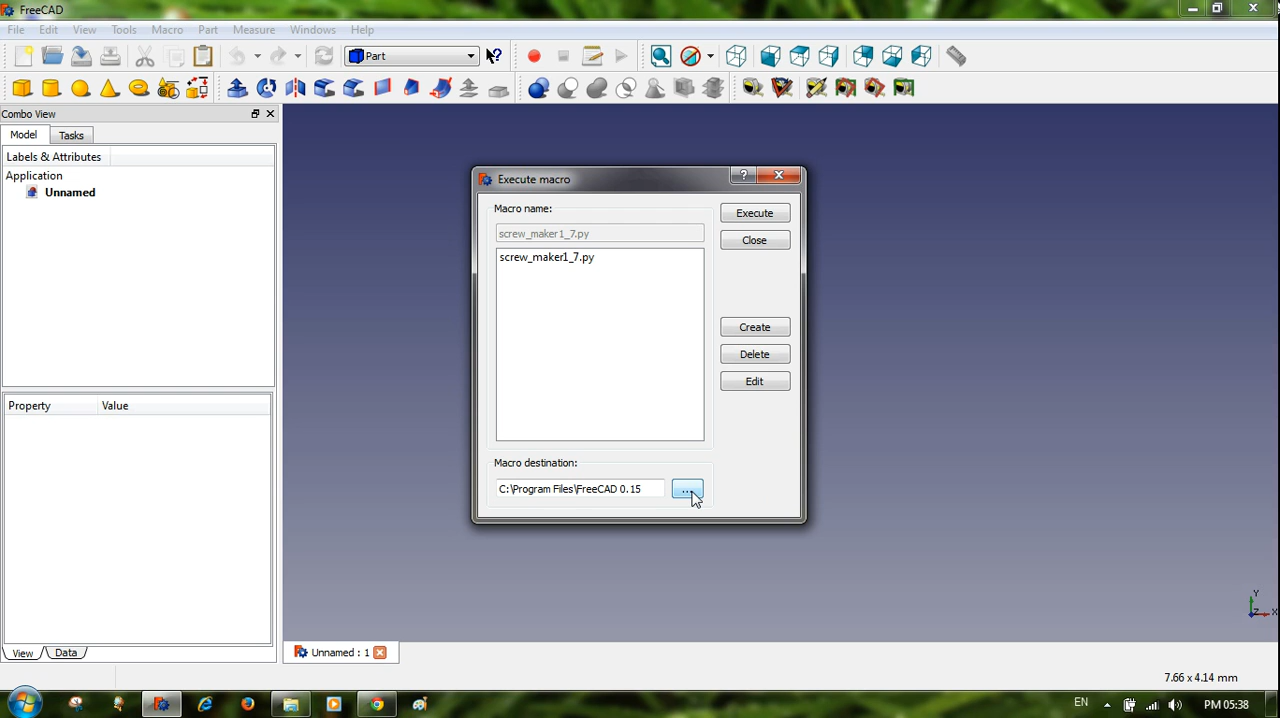 FreeCAD
File Edit View Tools Macro Part Measure Windows Help
Part
Combo View
Model Tasks
Labels & Attributes
Application
Unnamed
Property Value
View Data
Execute macro
Macro name:
screw_maker1_7.py
screw_maker1_7.py
Execute
Close
Create
Delete
Edit
Macro destination:
C:\Program Files\FreeCAD 0.15 ...
Unnamed : 1
Y
Z X
7.66 x 4.14 mm
EN PM 05:38